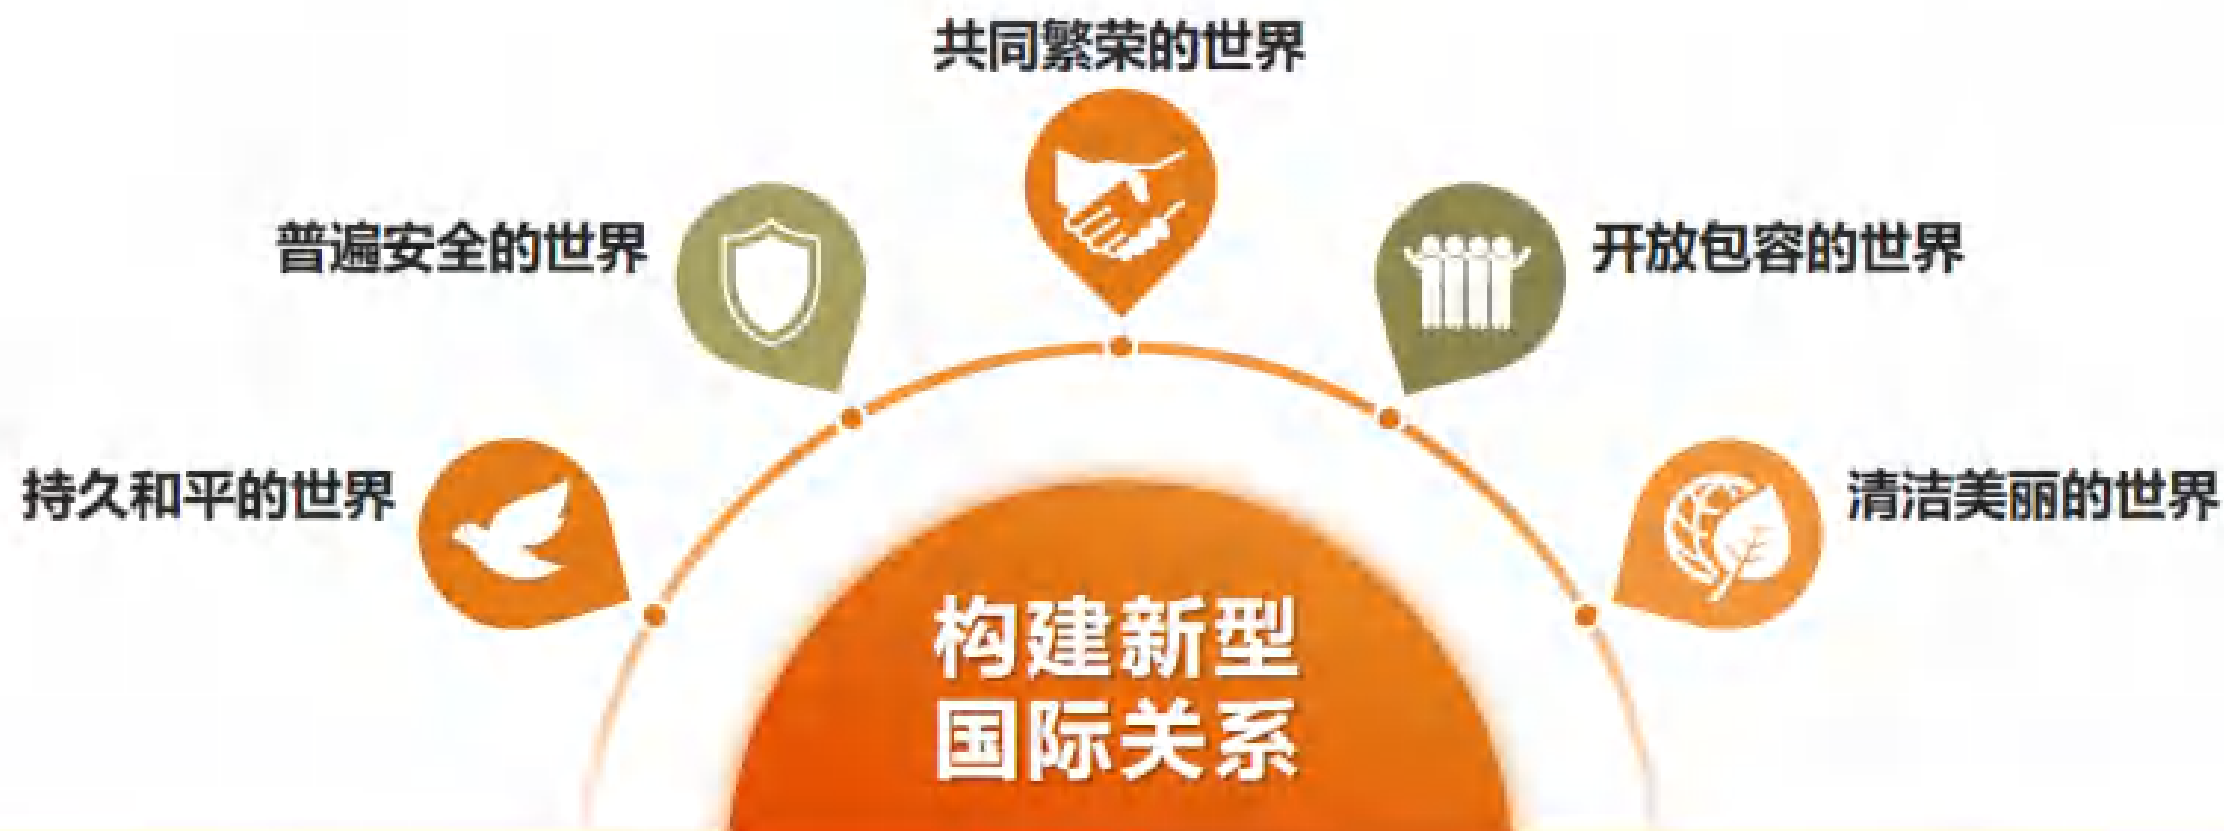 共同繁荣的世界
普遍安全的世界
开放包容的世界
持久和平的世界
清洁美丽的世界
构建新型
国际关系